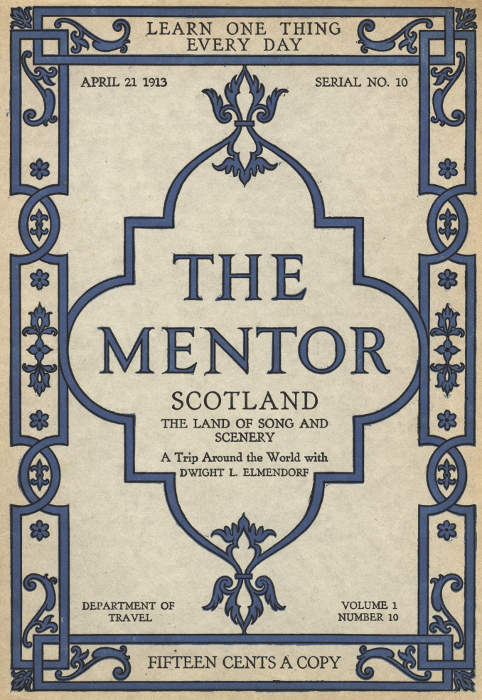 LEARN ONE THING
EVERY DAY
APRIL 21 1913
SERIAL NO. 10
THE
MENTOR
SCOTLAND
THE LAND OF SONG AND
SCENERY
A Trip Around the World with
DWIGHT L. ELMENDORF
DEPARTMENT OF
TRAVEL
VOLUME 1
NUMBER 10
FIFTEEN CENTS A COPY